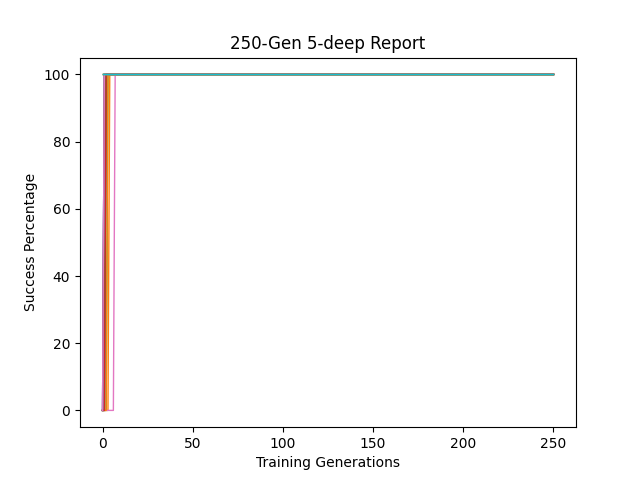 250-Gen 5-deep Report
100
80
60
40
20
0
Success Percentage
0 50 100 150 200 250
Training Generations